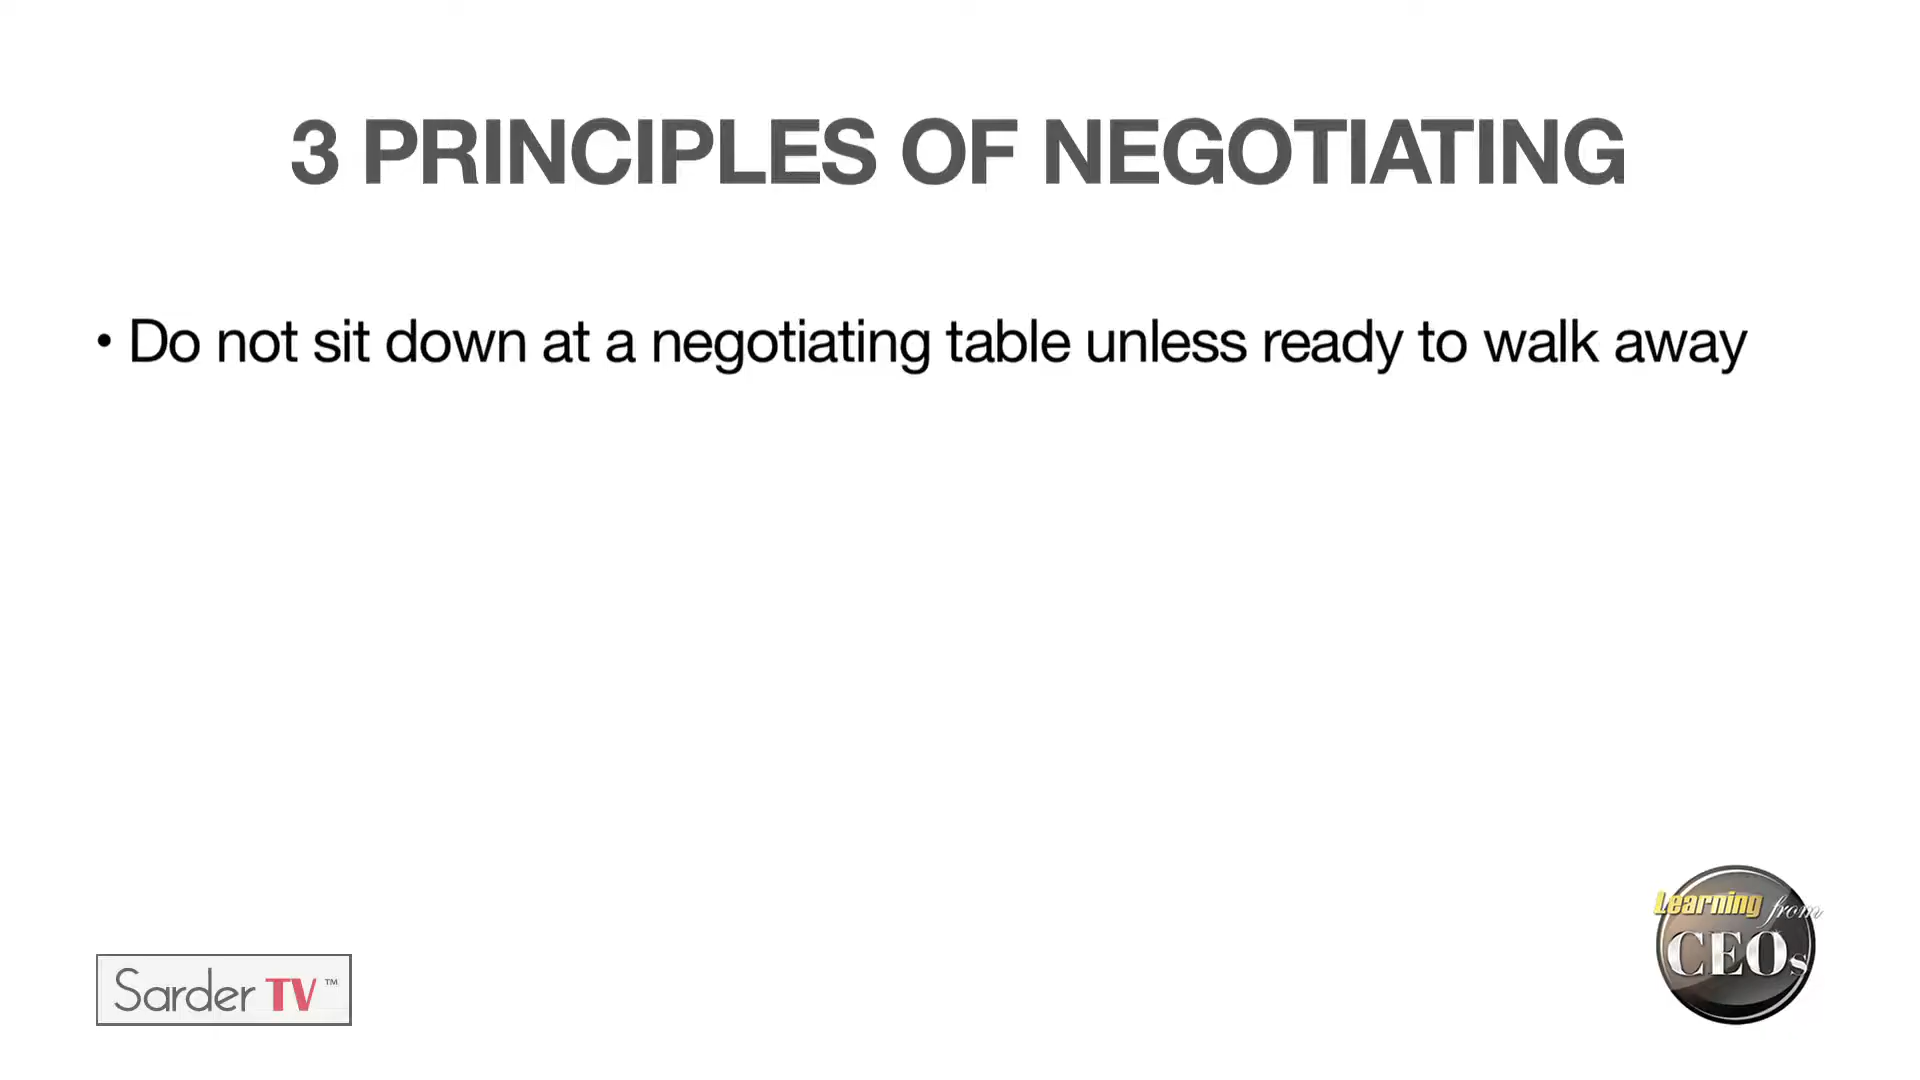 3 PRINCIPLES OF NEGOTIATING
• Do not sit down at a negotiating table unless ready to walk away
Learning from
CEOs
Sarder TV™